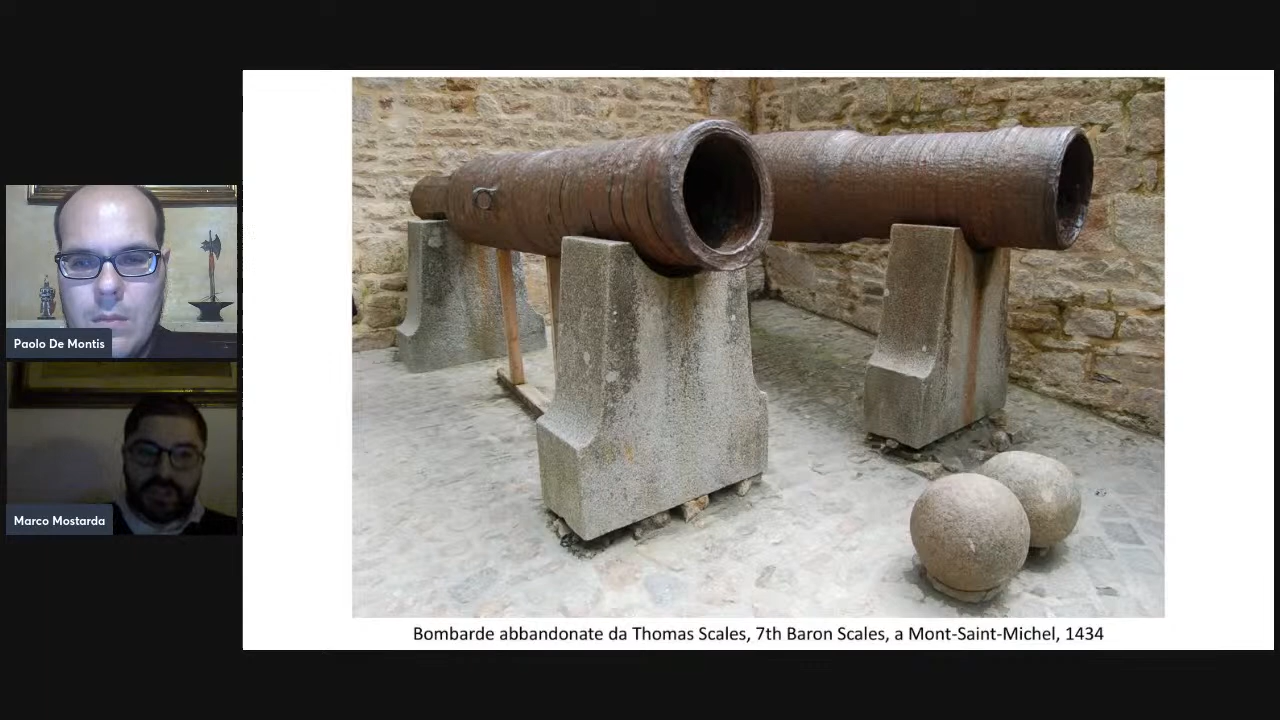 Paolo De Montis
Marco Mostarda
Bombarde abbandonate da Thomas Scales, 7th Baron Scales, a Mont-Saint-Michel, 1434